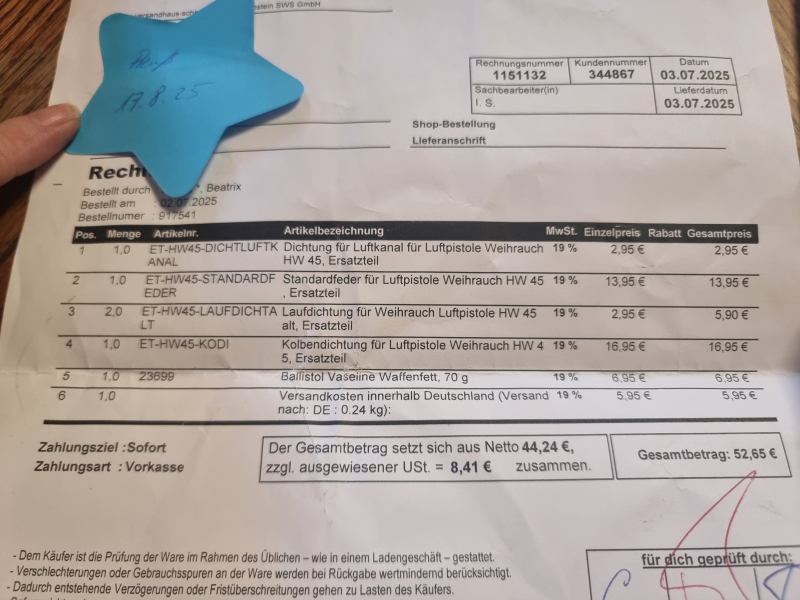 stein SWS GmbH
Rechnungsnummer Kundennummer Datum
1151132 344867 03.07.2025
Sachbearbeiter(in) Lieferdatum
I. S. 03.07.2025
Shop-Bestellung
Lieferanschrift
17.8.25
Bestellt durch Beatrix
Bestellt am : 02.07.2025
Bestellnumer : 917541
Pos. Menge Artikelnr. Artikelbezeichnung MwSt. Einzelpreis Rabatt Gesamtpreis
1 1,0 ET-HW45-DICHTLUFTK Dichtung für Luftkanal für Luftpistole Weihrauch 19 % 2,95 € 2,95 €
ANAL HW 45, Ersatzteil
2 1,0 ET-HW45-STANDARDF Standardfeder für Luftpistole Weihrauch HW 45 19 % 13,95 € 13,95 €
EDER , Ersatzteil
3 2,0 ET-HW45-LAUFDICHTA Laufdichtung für Weihrauch Luftpistole HW 45 19 % 2,95 € 5,90 €
LT alt, Ersatzteil
4 1,0 ET-HW45-KODI Kolbendichtung für Luftpistole Weihrauch HW 4 19 % 16,95 € 16,95 €
5, Ersatzteil
5 1,0 23699 Ballistol Vaseline Waffenfett, 70 g 19 % 6,95 € 6,95 €
6 1,0 Versandkosten innerhalb Deutschland (Versand 19 % 5,95 € 5,95 €
nach: DE : 0.24 kg):
Zahlungsziel :Sofort Der Gesamtbetrag setzt sich aus Netto 44,24 €, Gesamtbetrag: 52,65 €
Zahlungsart : Vorkasse zzgl. ausgewiesener USt. = 8,41 € zusammen.
- Dem Käufer ist die Prüfung der Ware im Rahmen des Üblichen – wie in einem Ladengeschäft – gestattet. für dich geprüft durch:
- Verschlechterungen oder Gebrauchsspuren an der Ware werden bei Rückgabe wertmindernd berücksichtigt.
- Dadurch entstehende Verzögerungen oder Fristüberschreitungen gehen zu Lasten des Käufers.